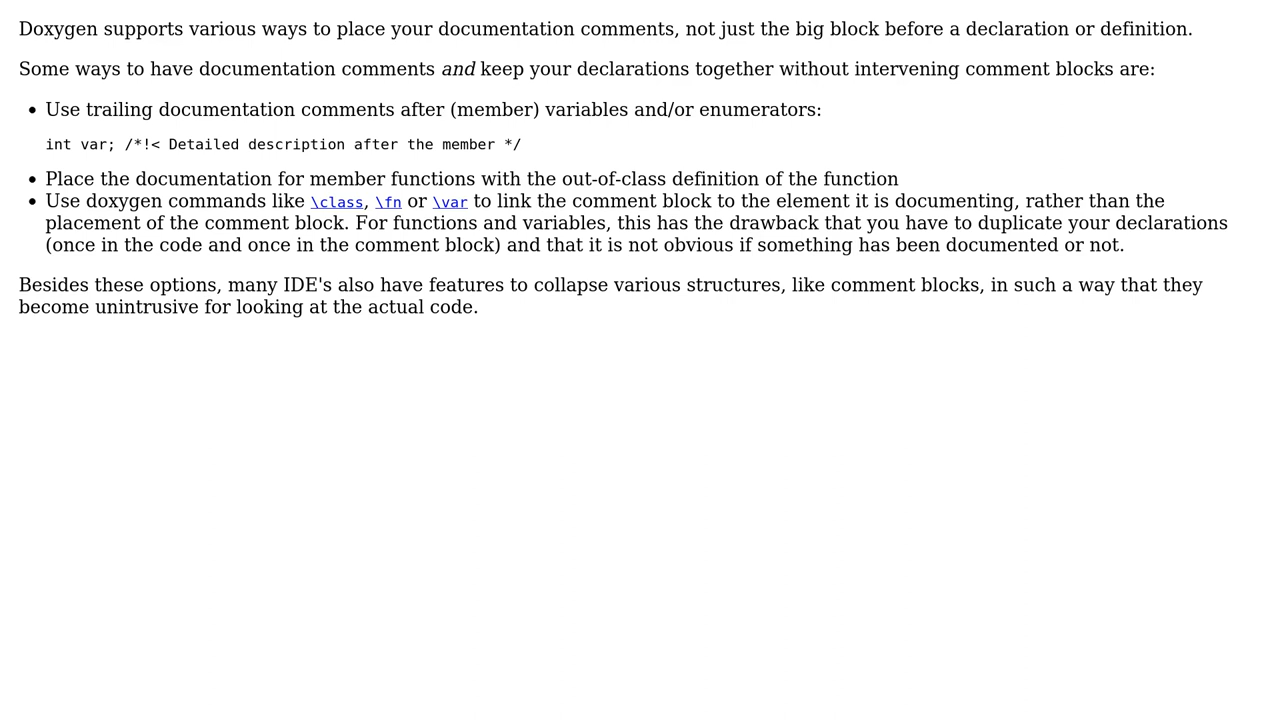 Doxygen supports various ways to place your documentation comments, not just the big block before a declaration or definition.
Some ways to have documentation comments and keep your declarations together without intervening comment blocks are:
• Use trailing documentation comments after (member) variables and/or enumerators:
int var; /*!< Detailed description after the member */
• Place the documentation for member functions with the out-of-class definition of the function
• Use doxygen commands like \class, \fn or \var to link the comment block to the element it is documenting, rather than the
placement of the comment block. For functions and variables, this has the drawback that you have to duplicate your declarations
(once in the code and once in the comment block) and that it is not obvious if something has been documented or not.
Besides these options, many IDE's also have features to collapse various structures, like comment blocks, in such a way that they
become unintrusive for looking at the actual code.